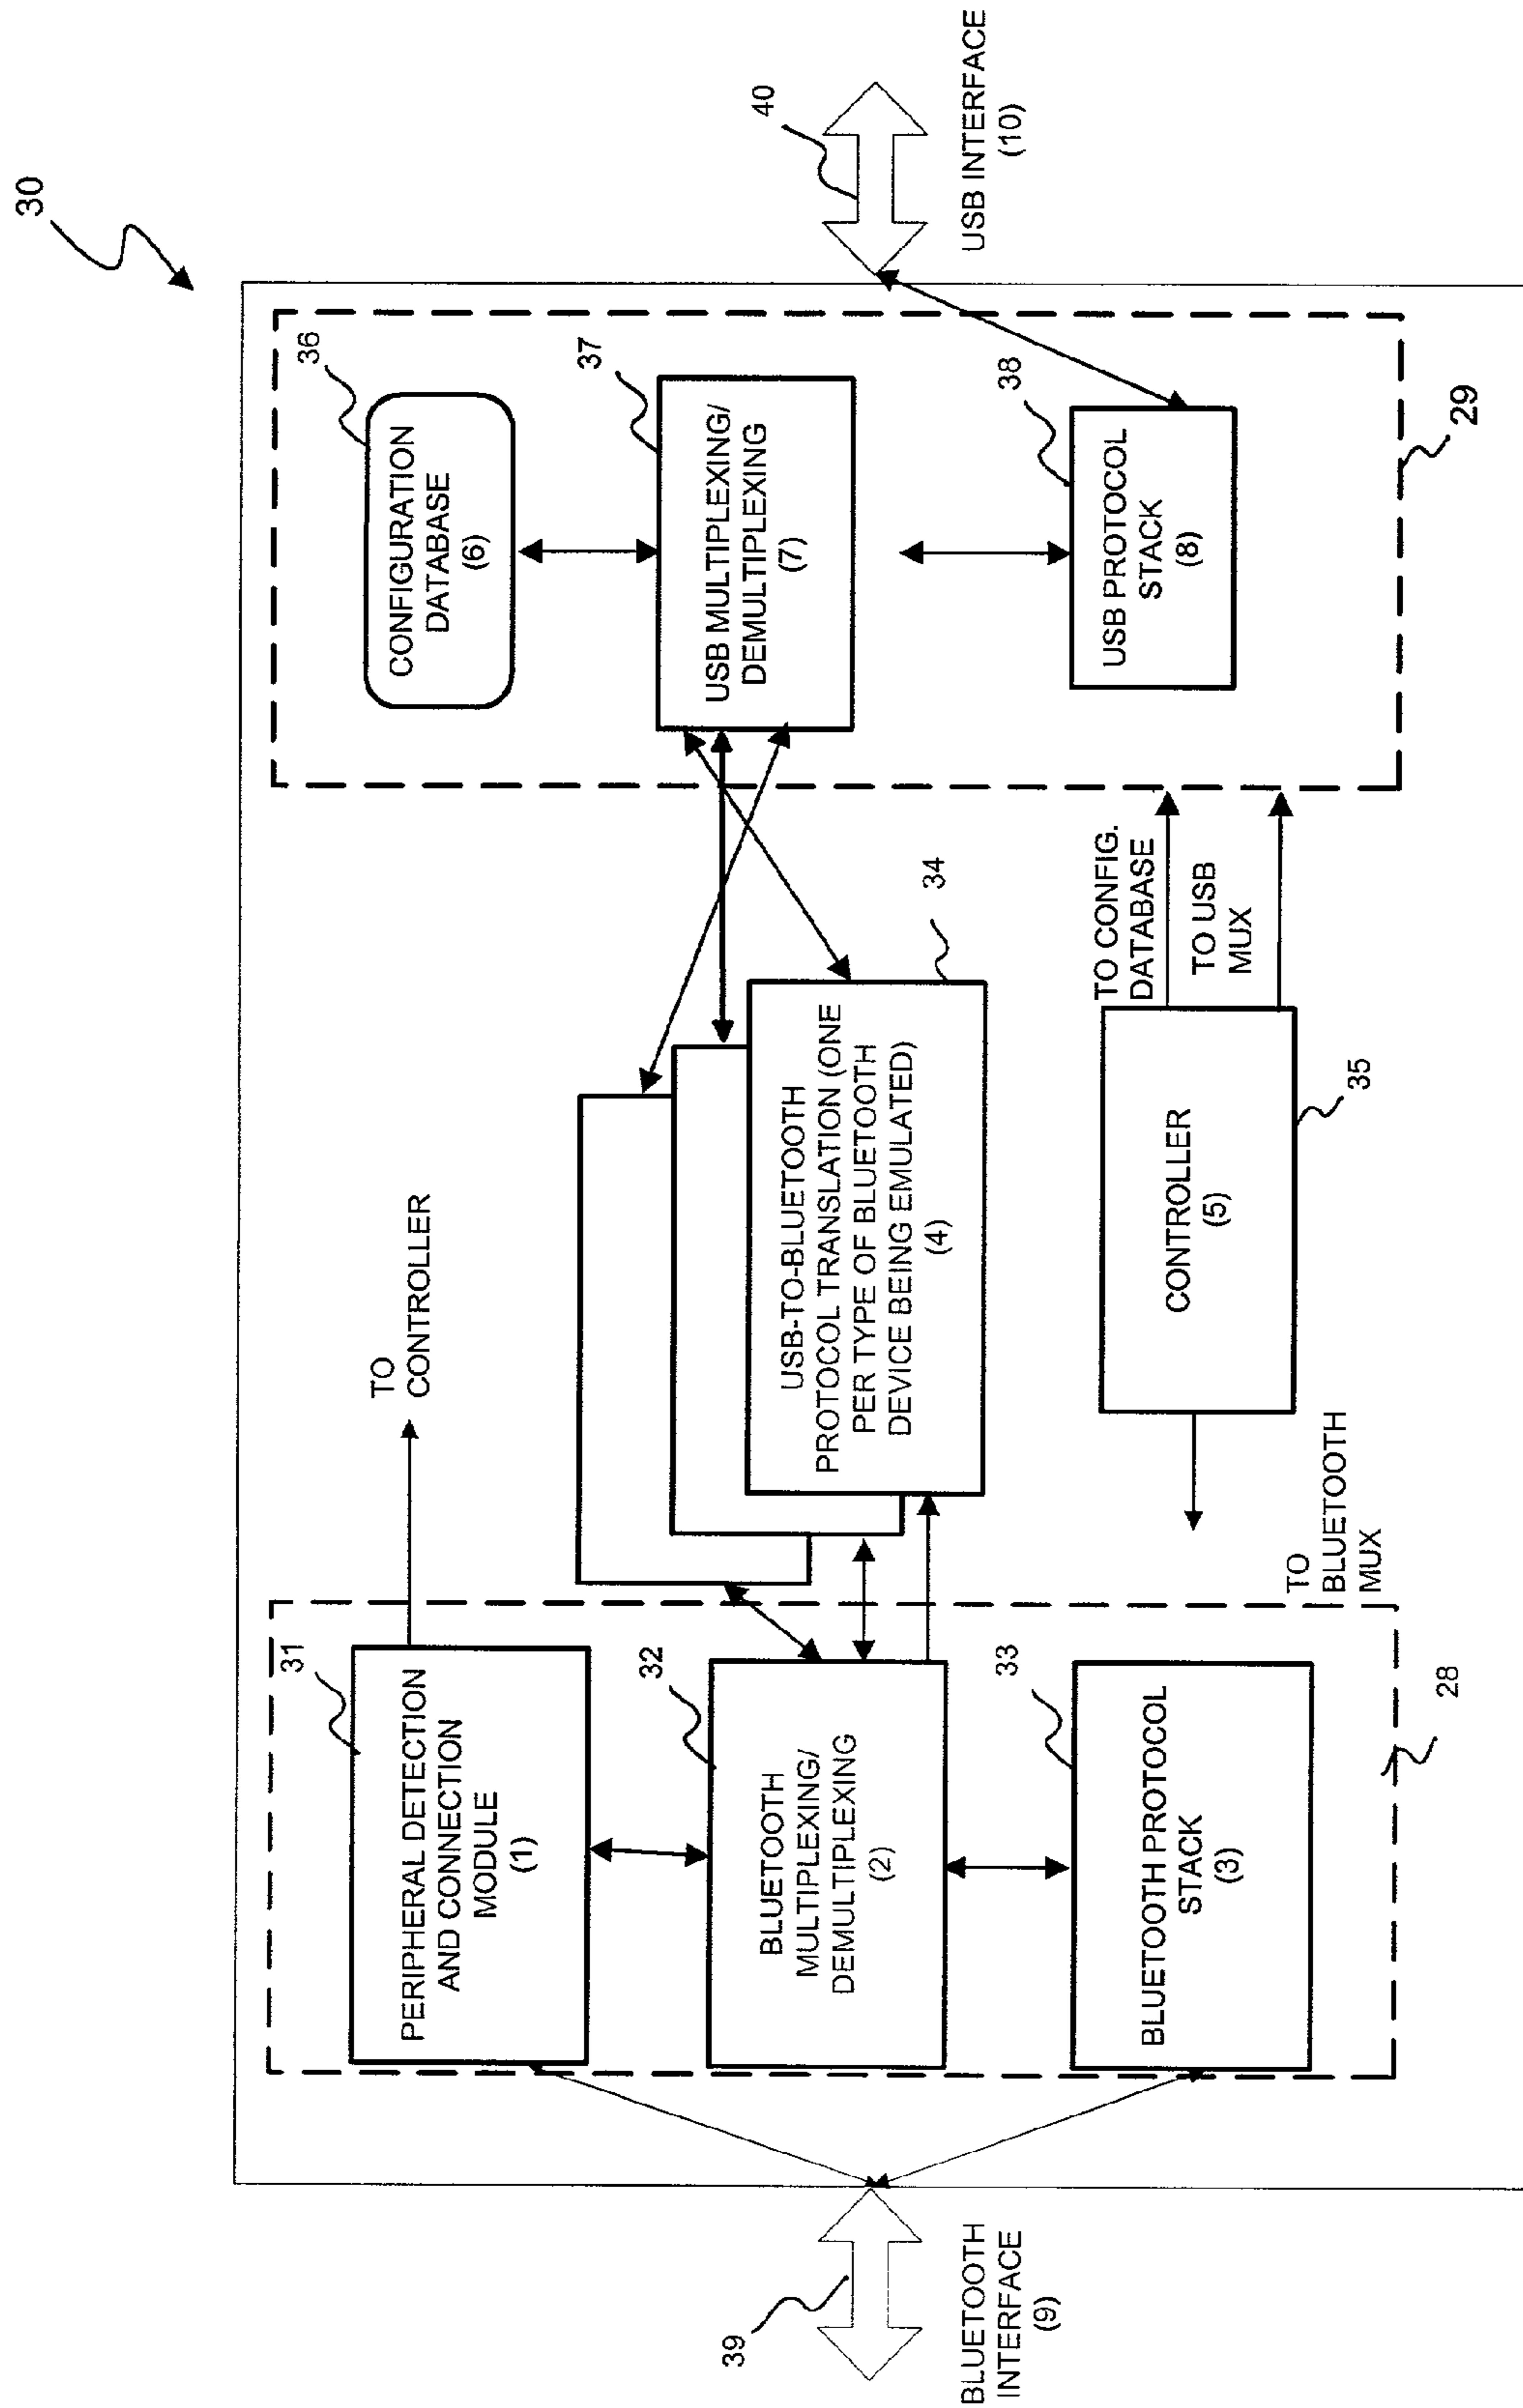 30
31
PERIPHERAL DETECTION
AND CONNECTION
MODULE
(1)
TO
CONTROLLER
36
CONFIGURATION
DATABASE
(6)
32
BLUETOOTH
MULTIPLEXING/
DEMULTIPLEXING
(2)
37
USB MULTIPLEXING/
DEMULTIPLEXING
(7)
39
BLUETOOTH
INTERFACE
(9)
USB-TO-BLUETOOTH
PROTOCOL TRANSLATION (ONE
PER TYPE OF BLUETOOTH
DEVICE BEING EMULATED)
(4)
34
40
USB INTERFACE
(10)
33
BLUETOOTH PROTOCOL
STACK
(3)
CONTROLLER
(5)
35
TO CONFIG.
DATABASE
TO USB
MUX
38
USB PROTOCOL
STACK
(8)
TO
BLUETOOTH
MUX
28
29